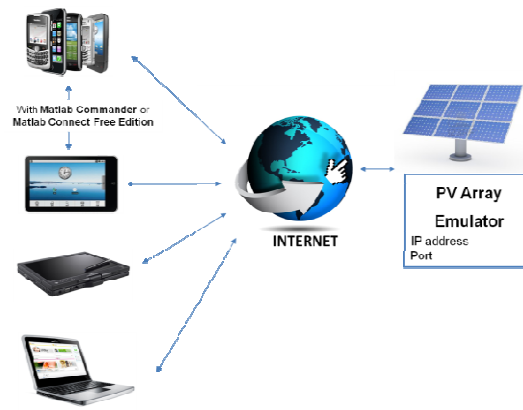 With Matlab Commander or
Matlab Connect Free Edition
INTERNET
PV Array
Emulator
IP address
Port